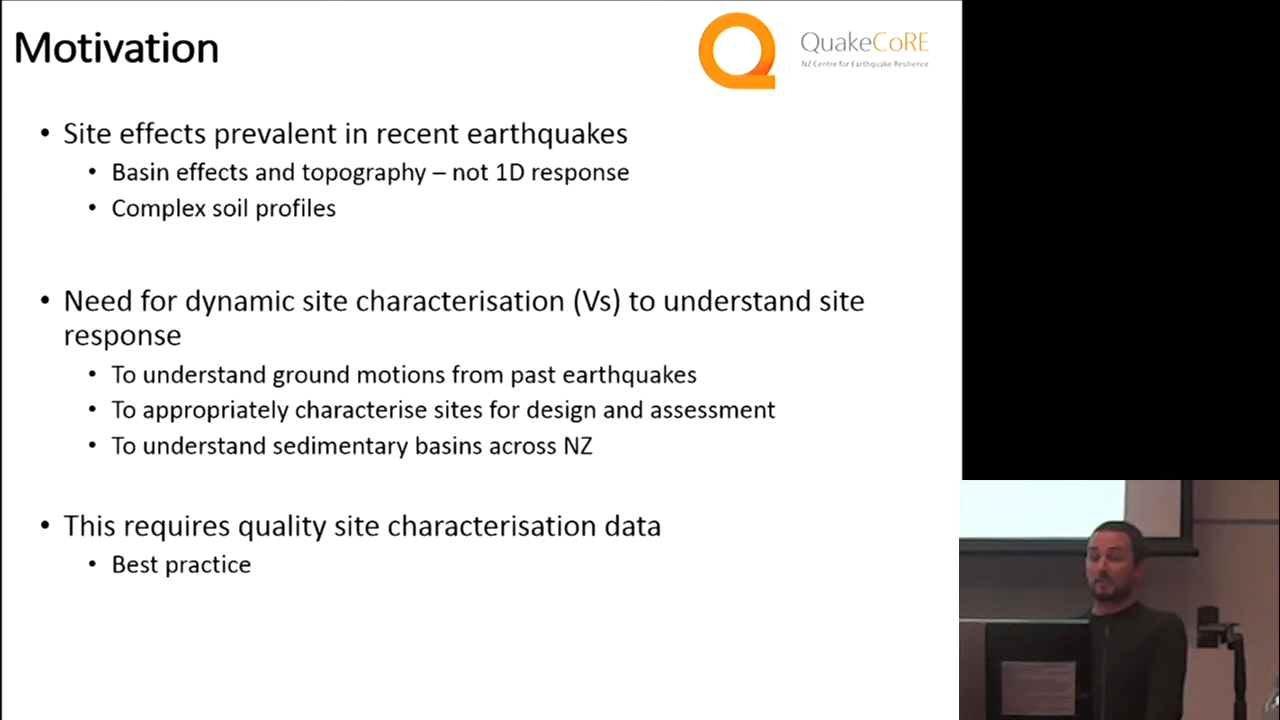 Motivation
QuakeCoRE
NZ Centre for Earthquake Resilience
• Site effects prevalent in recent earthquakes
• Basin effects and topography – not 1D response
• Complex soil profiles
• Need for dynamic site characterisation (Vs) to understand site
response
• To understand ground motions from past earthquakes
• To appropriately characterise sites for design and assessment
• To understand sedimentary basins across NZ
• This requires quality site characterisation data
• Best practice